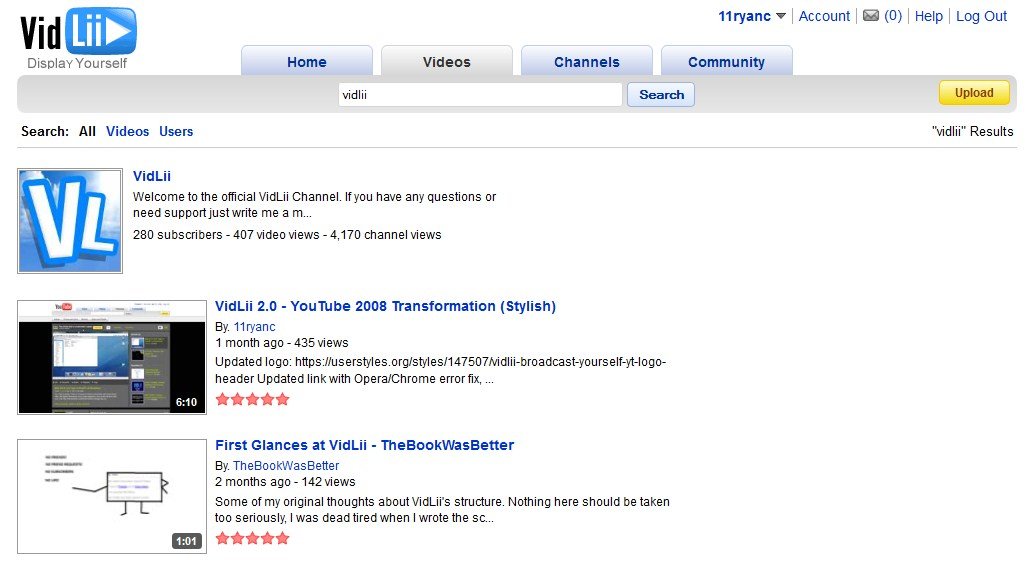 11ryanc Account (0) Help Log Out
Vid Lii
Display Yourself
Home Videos Channels Community
vidlii Search Upload
Search: All Videos Users "vidlii" Results
VL
VidLii
Welcome to the official VidLii Channel. If you have any questions or
need support just write me a m...
280 subscribers - 407 video views - 4,170 channel views
VidLii 2.0 - YouTube 2008 Transformation (Stylish)
By. 11ryanc
1 month ago - 435 views
Updated logo: https://userstyles.org/styles/147507/vidlii-broadcast-yourself-yt-logo-
header Updated link with Opera/Chrome error fix, ...
6:10
First Glances at VidLii - TheBookWasBetter
By. TheBookWasBetter
2 months ago - 142 views
Some of my original thoughts about VidLii's structure. Nothing here should be taken
too seriously, I was dead tired when I wrote the sc...
1:01